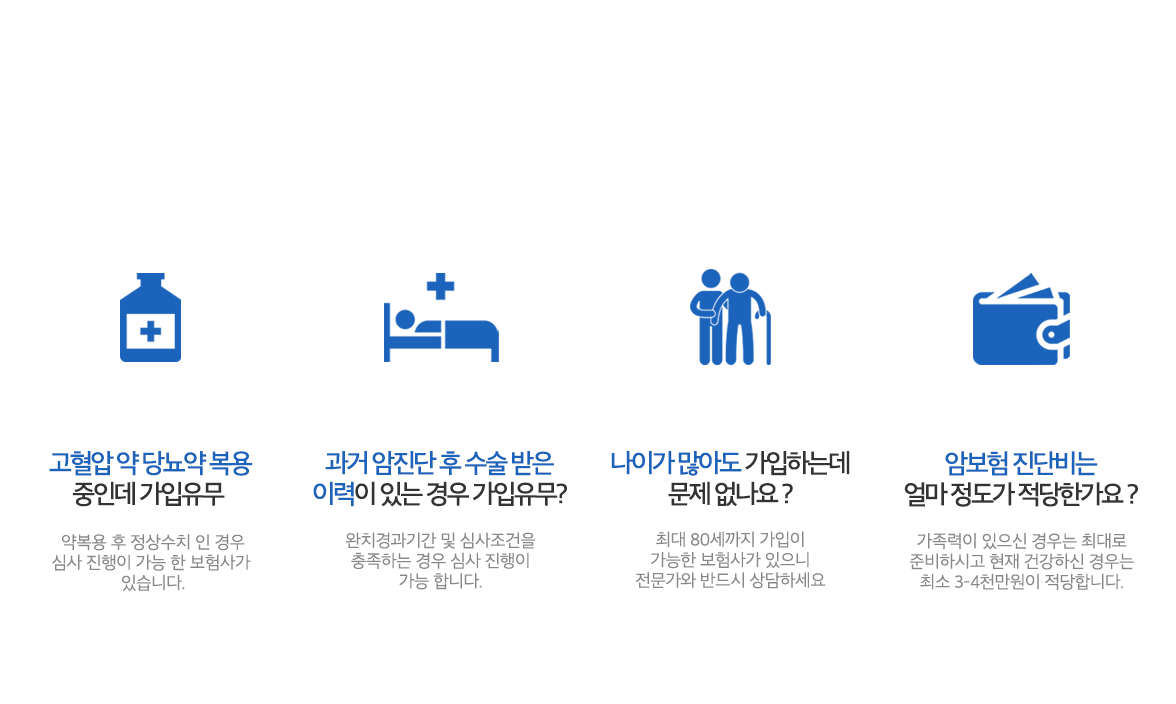 고혈압 약 당뇨약 복용
중인데 가입유무
약복용 후 정상수치 인 경우
심사 진행이 가능 한 보험사가
있습니다.
과거 암진단 후 수술 받은
이력이 있는 경우 가입유무?
완치경과기간 및 심사조건을
충족하는 경우 심사 진행이
가능 합니다.
나이가 많아도 가입하는데
문제 없나요 ?
최대 80세까지 가입이
가능한 보험사가 있으니
전문가와 반드시 상담하세요
암보험 진단비는
얼마 정도가 적당한가요 ?
가족력이 있으신 경우는 최대로
준비하시고 현재 건강하신 경우는
최소 3-4천만원이 적당합니다.